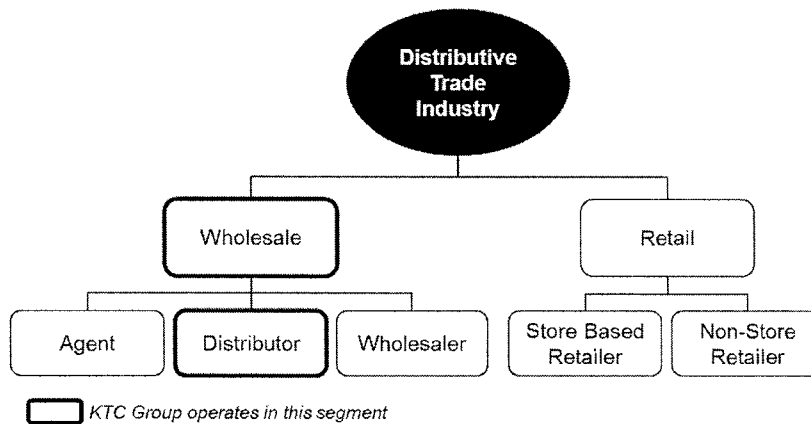 Distributive
Trade
Industry
Wholesale
Retail
Agent
Distributor
Wholesaler
Store Based
Retailer
Non-Store
Retailer
KTC Group operates in this segment